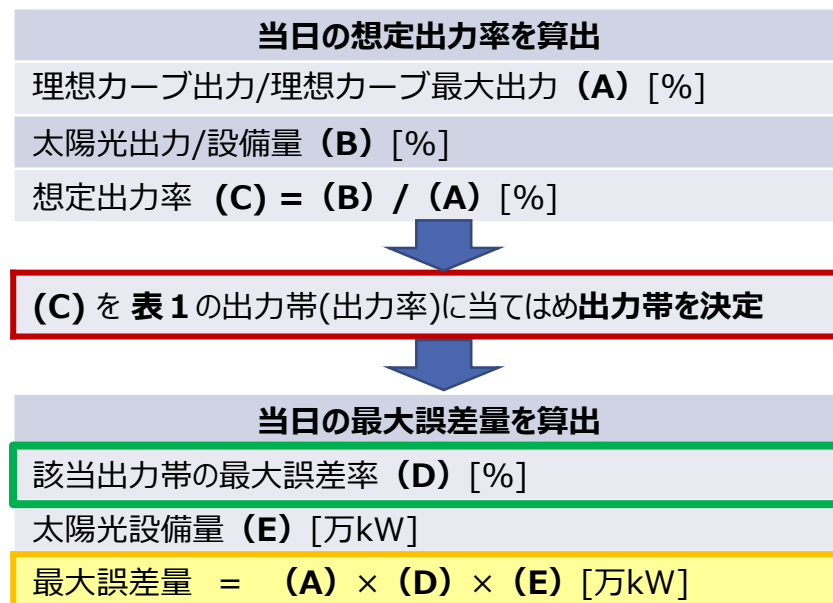 当日の想定出力率を算出
理想カーブ出力/理想カーブ最大出力（A）[%]
太陽光出力/設備量（B）[%]
想定出力率 (C) =（B）/（A）[%]
(C) を 表１の出力帯(出力率)に当てはめ出力帯を決定
当日の最大誤差量を算出
該当出力帯の最大誤差率（D）[%]
太陽光設備量（E）[万kW]
最大誤差量 = （A）×（D）×（E）[万kW]